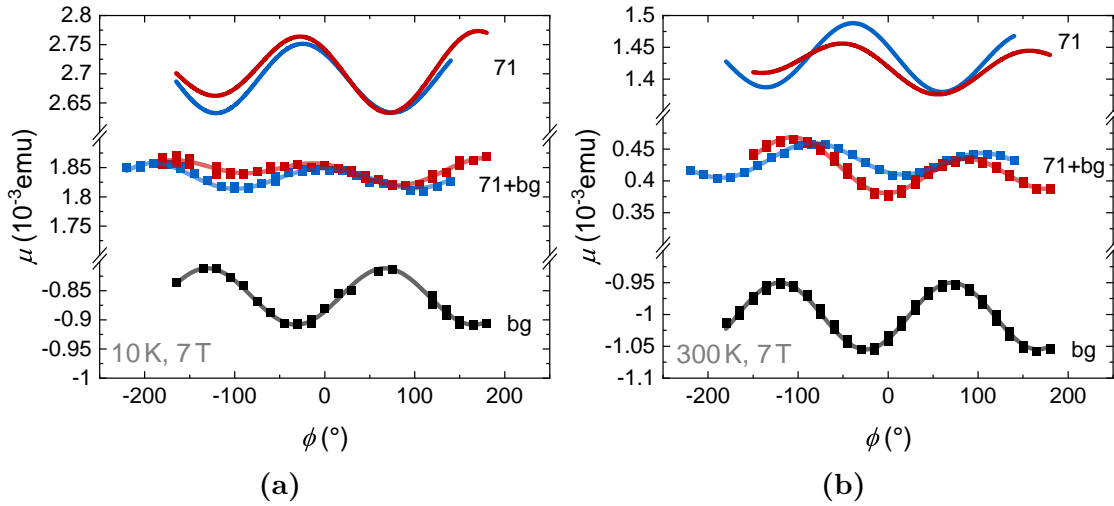 2.8
2.75
2.7
2.65
1.85
1.8
1.75
-0.85
-0.9
-0.95
-1
μ (10⁻³emu)
71
71+bg
bg
10 K, 7 T
-200 -100 0 100 200
ϕ (°)
(a)
1.5
1.45
1.4
0.45
0.4
0.35
-0.95
-1
-1.05
-1.1
μ (10⁻³emu)
71
71+bg
bg
300 K, 7 T
-200 -100 0 100 200
ϕ (°)
(b)